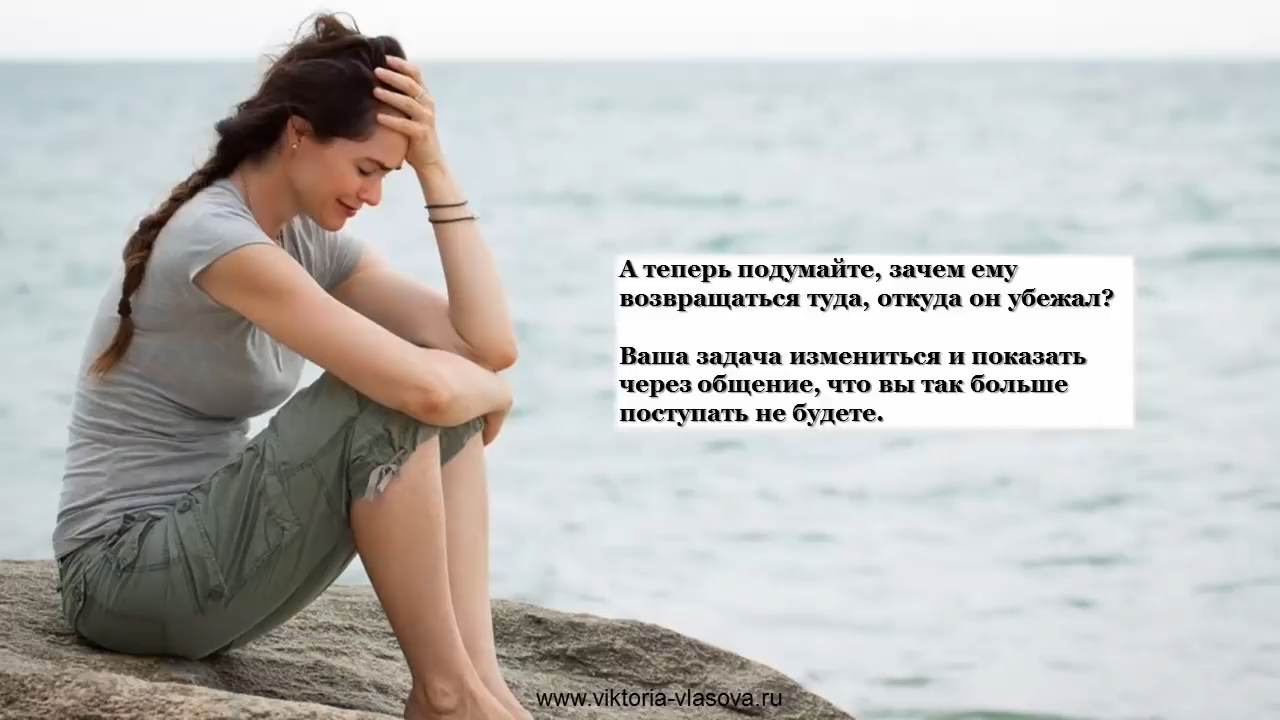 А теперь подумайте, зачем ему
возвращаться туда, откуда он убежал?
Ваша задача измениться и показать
через общение, что вы так больше
поступать не будете.
www.viktoria-vlasova.ru